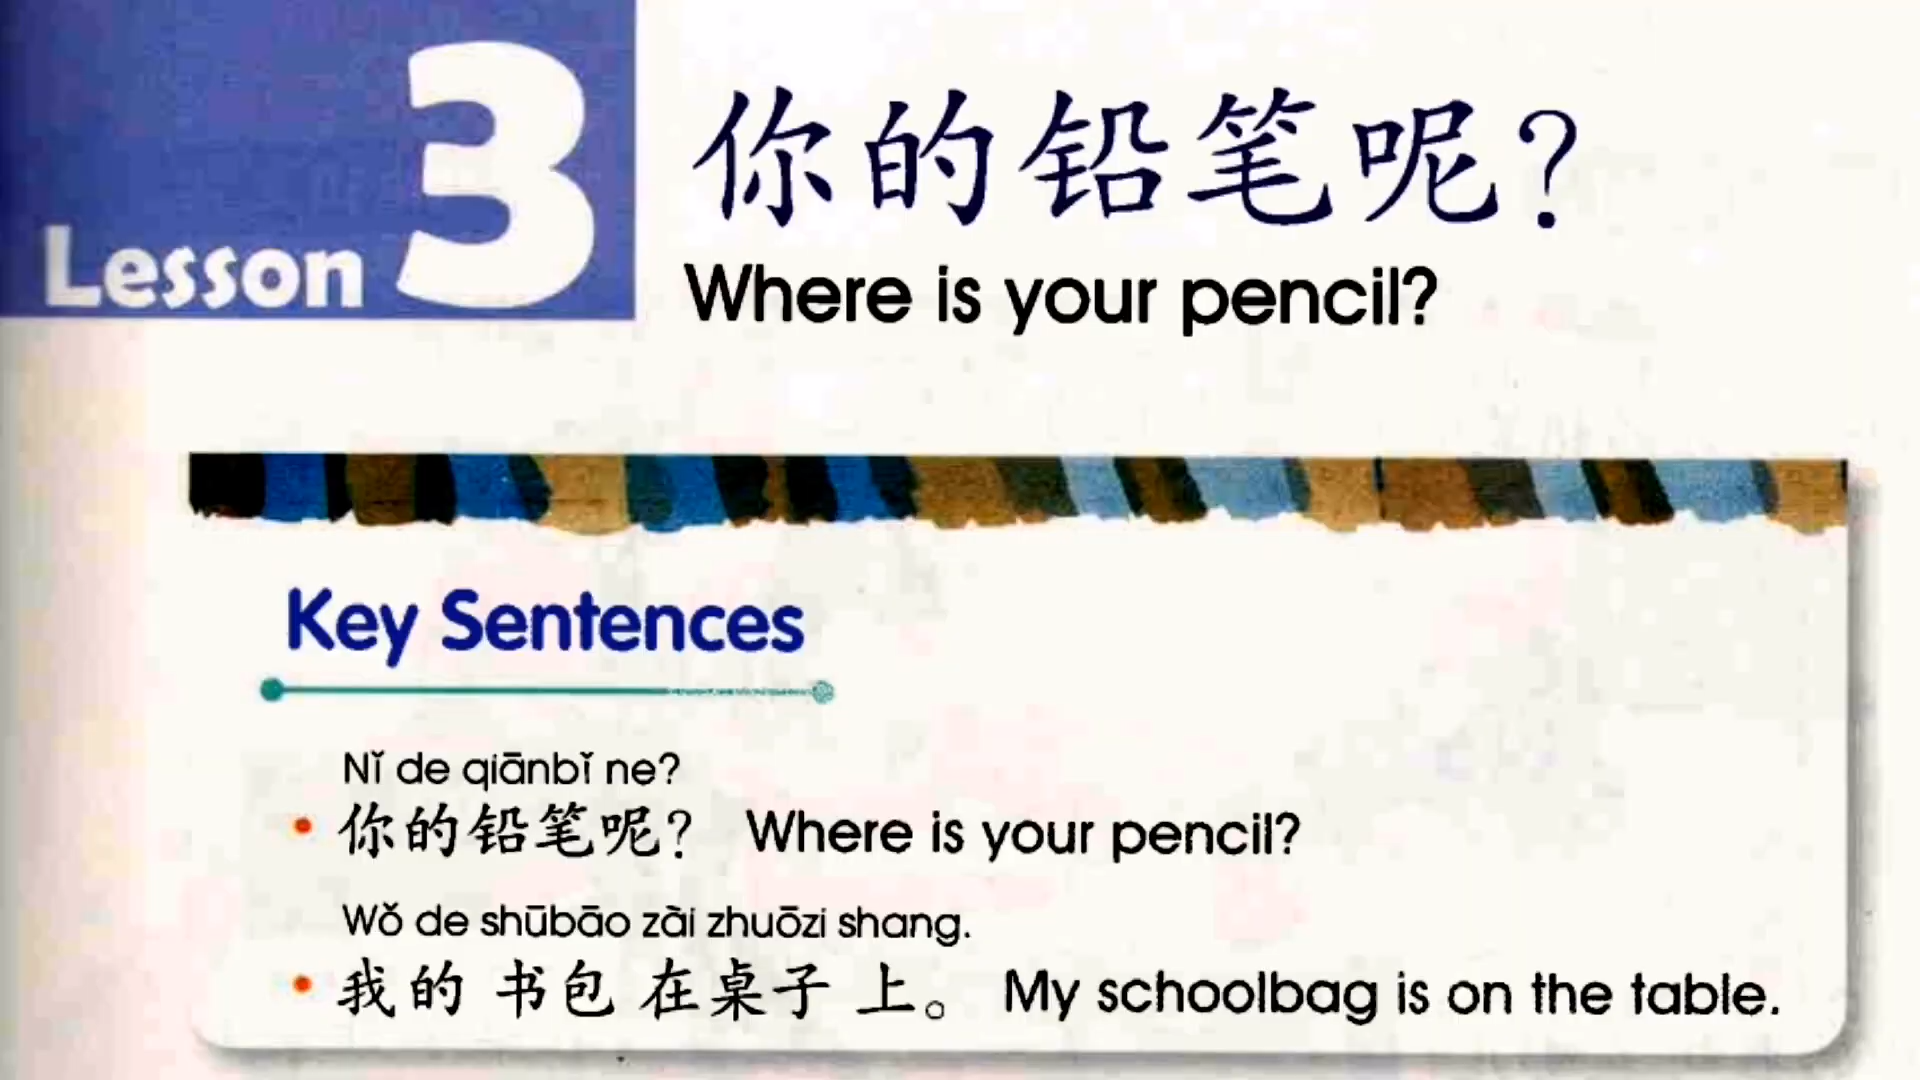 Lesson 3
你的铅笔呢?
Where is your pencil?
Key Sentences
Nǐ de qiānbǐ ne?
• 你的铅笔呢? Where is your pencil?
Wǒ de shūbāo zài zhuōzi shang.
• 我的 书包 在桌子 上。 My schoolbag is on the table.